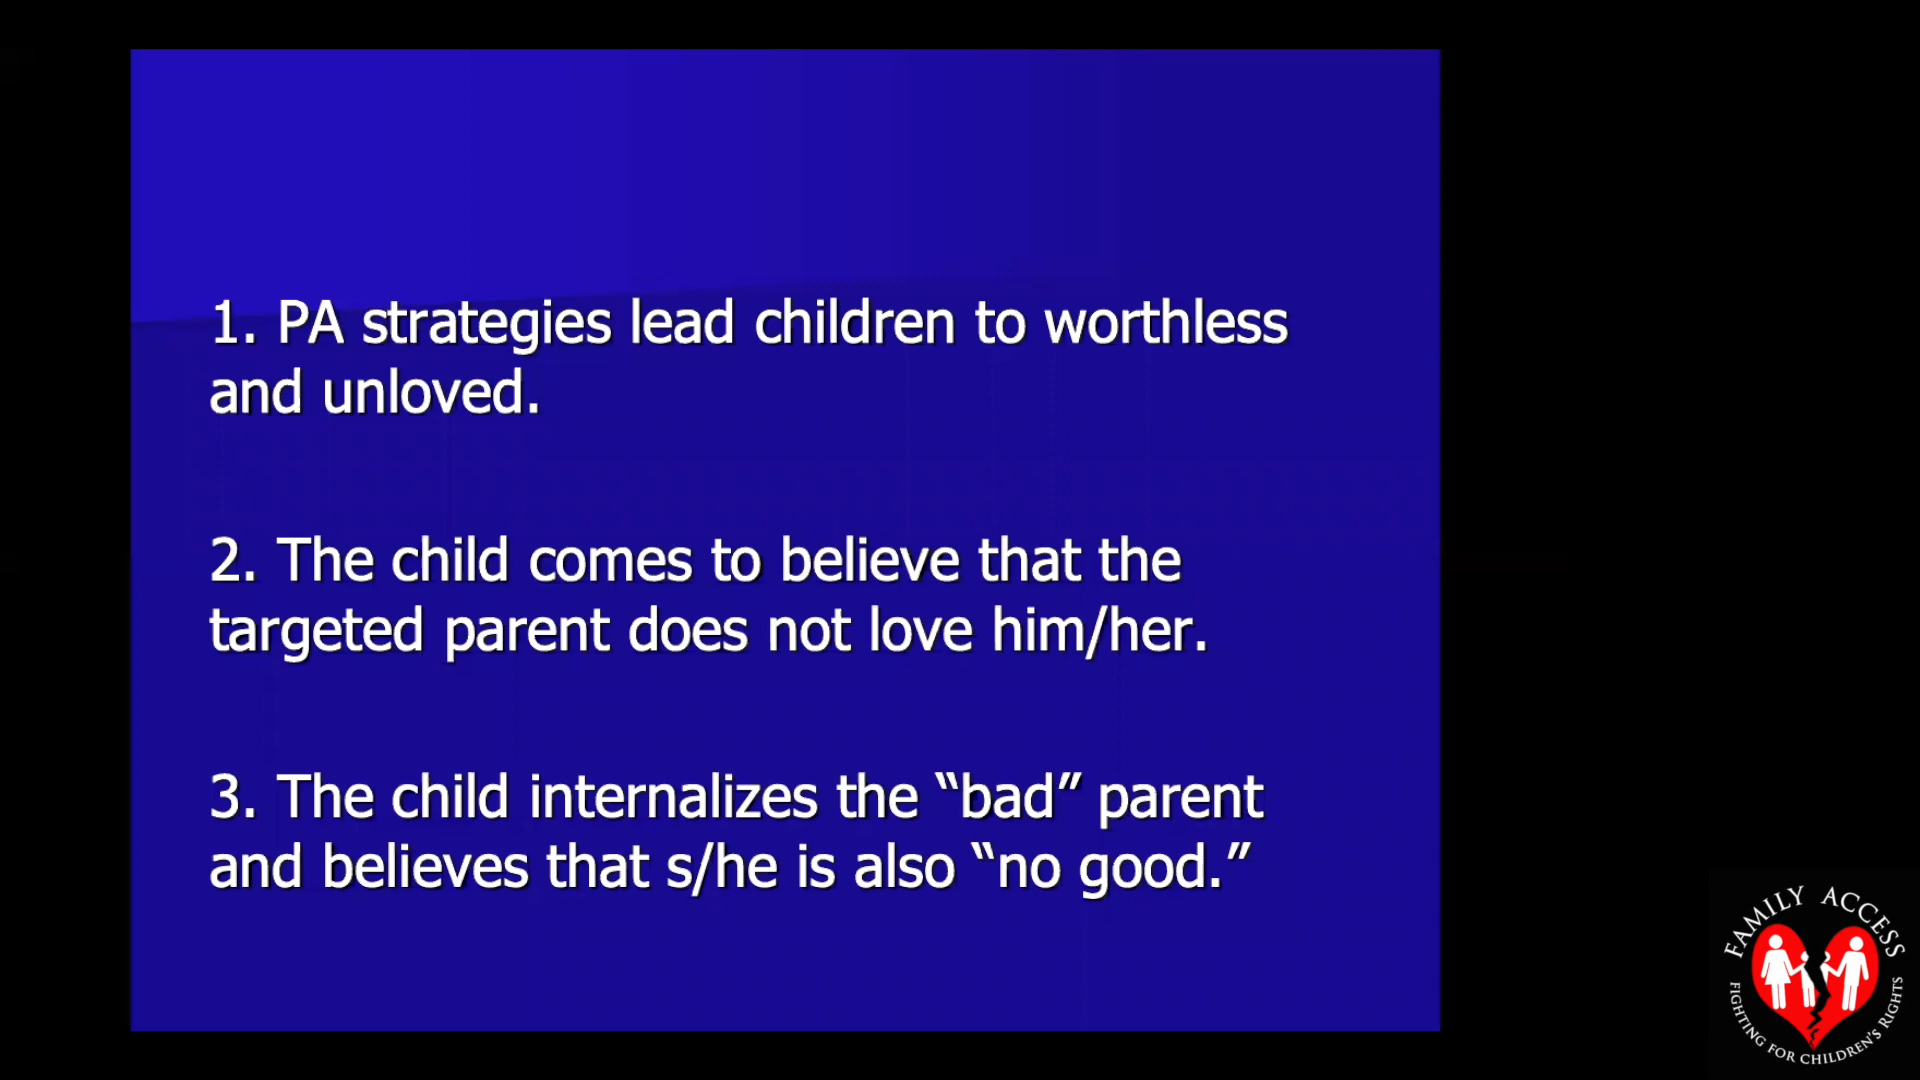 1. PA strategies lead children to worthless
and unloved.
2. The child comes to believe that the
targeted parent does not love him/her.
3. The child internalizes the “bad” parent
and believes that s/he is also “no good.”
FAMILY ACCESS
FIGHTING FOR CHILDREN'S RIGHTS